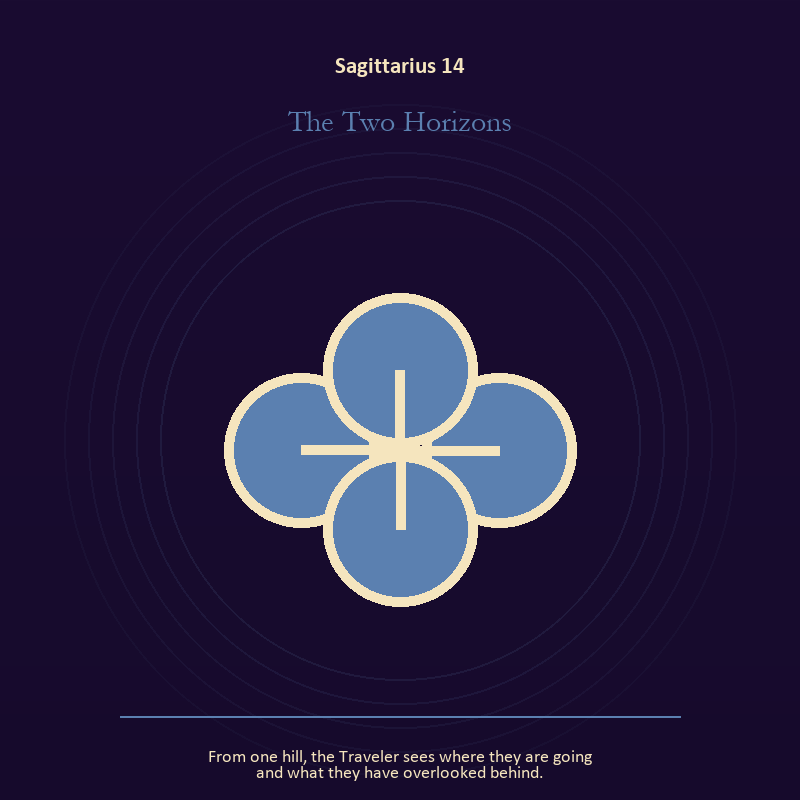 Sagittarius 14
The Two Horizons
From one hill, the Traveler sees where they are going
and what they have overlooked behind.